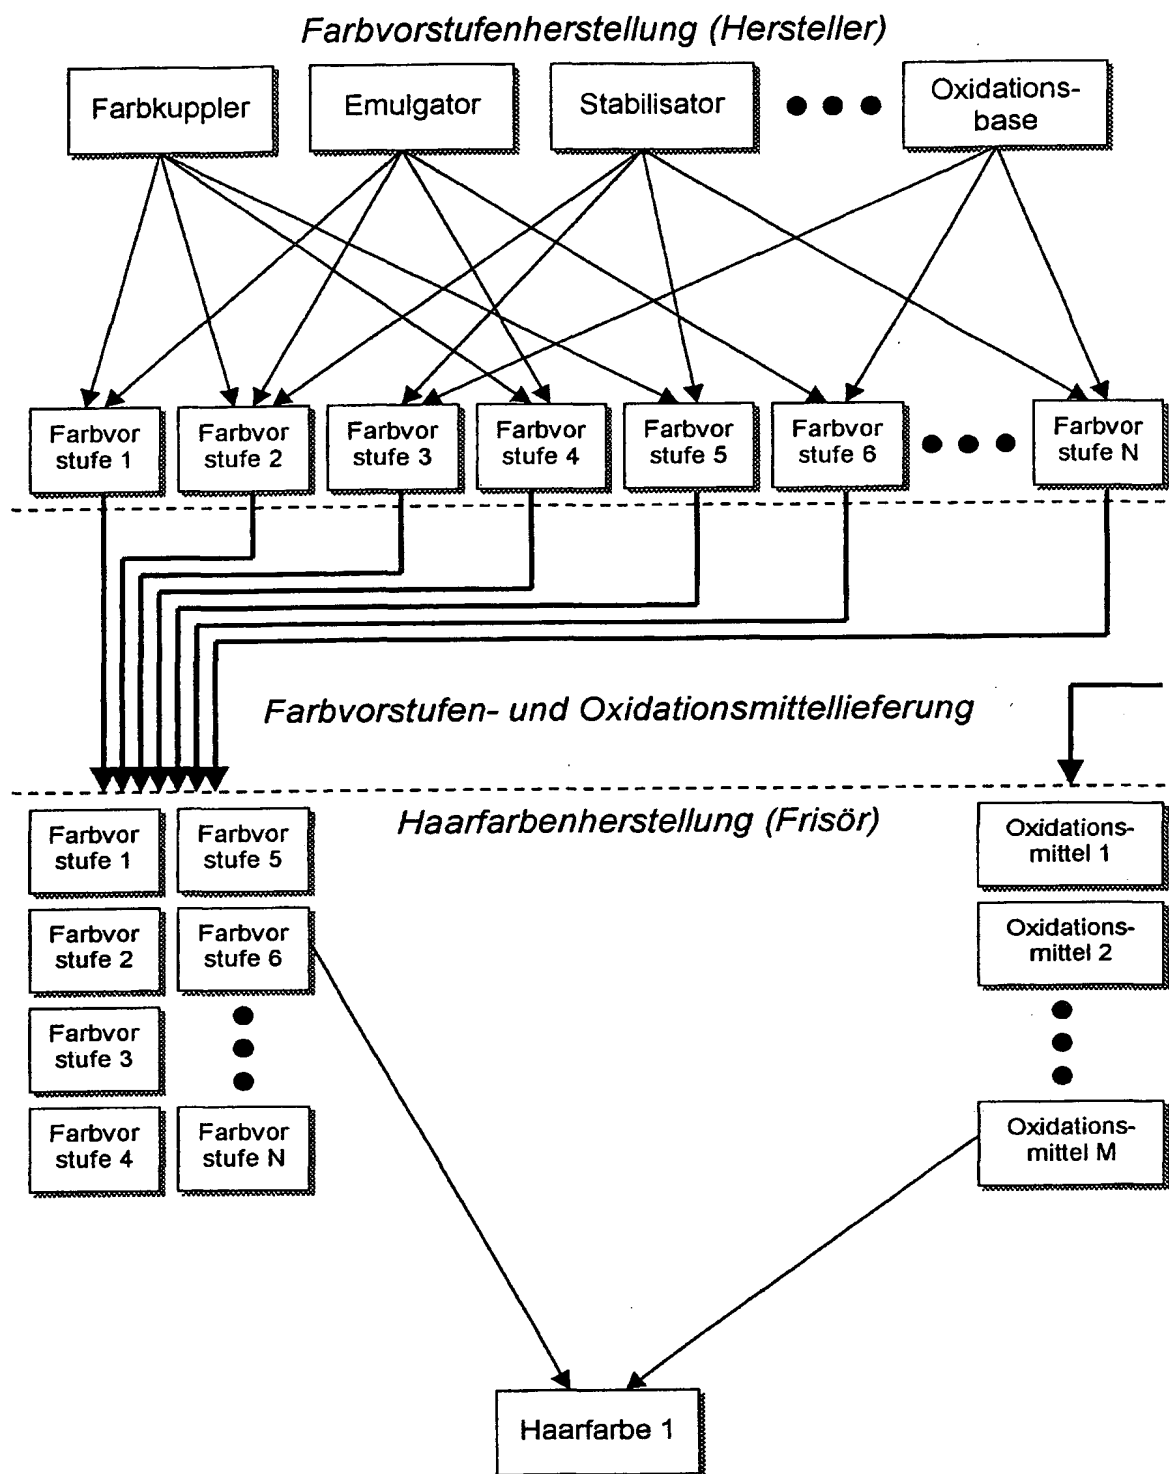 Farbvorstufenherstellung (Hersteller)
Farbkuppler
Emulgator
Stabilisator
Oxidations-
base
Farbvor
stufe 1
Farbvor
stufe 2
Farbvor
stufe 3
Farbvor
stufe 4
Farbvor
stufe 5
Farbvor
stufe 6
Farbvor
stufe N
Farbvorstufen- und Oxidationsmittellieferung
Haarfarbenherstellung (Frisör)
Farbvor
stufe 1
Farbvor
stufe 5
Oxidations-
mittel 1
Farbvor
stufe 2
Farbvor
stufe 6
Oxidations-
mittel 2
Farbvor
stufe 3
Farbvor
stufe 4
Farbvor
stufe N
Oxidations-
mittel M
Haarfarbe 1